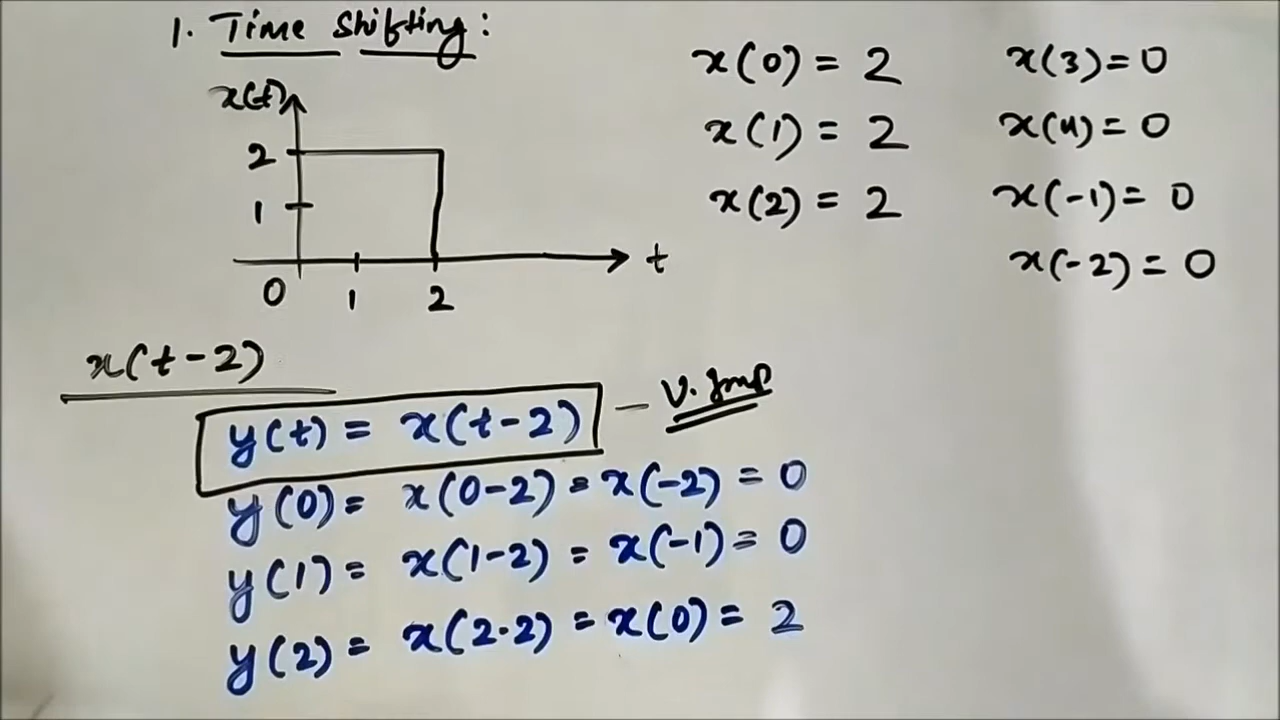 1. Time Shifting:
x(t)
2
1
0 1 2 t
x(0) = 2
x(1) = 2
x(2) = 2
x(3) = 0
x(4) = 0
x(-1) = 0
x(-2) = 0
x(t-2)
y(t) = x(t-2) — V. Imp
y(0) = x(0-2) = x(-2) = 0
y(1) = x(1-2) = x(-1) = 0
y(2) = x(2-2) = x(0) = 2